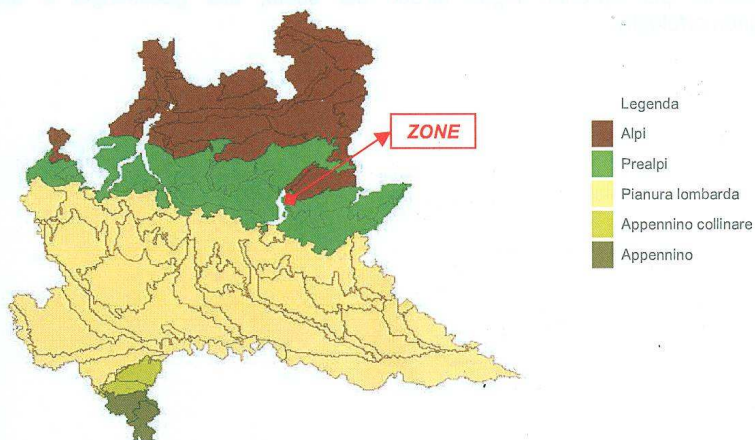 ZONE
Legenda
Alpi
Prealpi
Pianura lombarda
Appennino collinare
Appennino